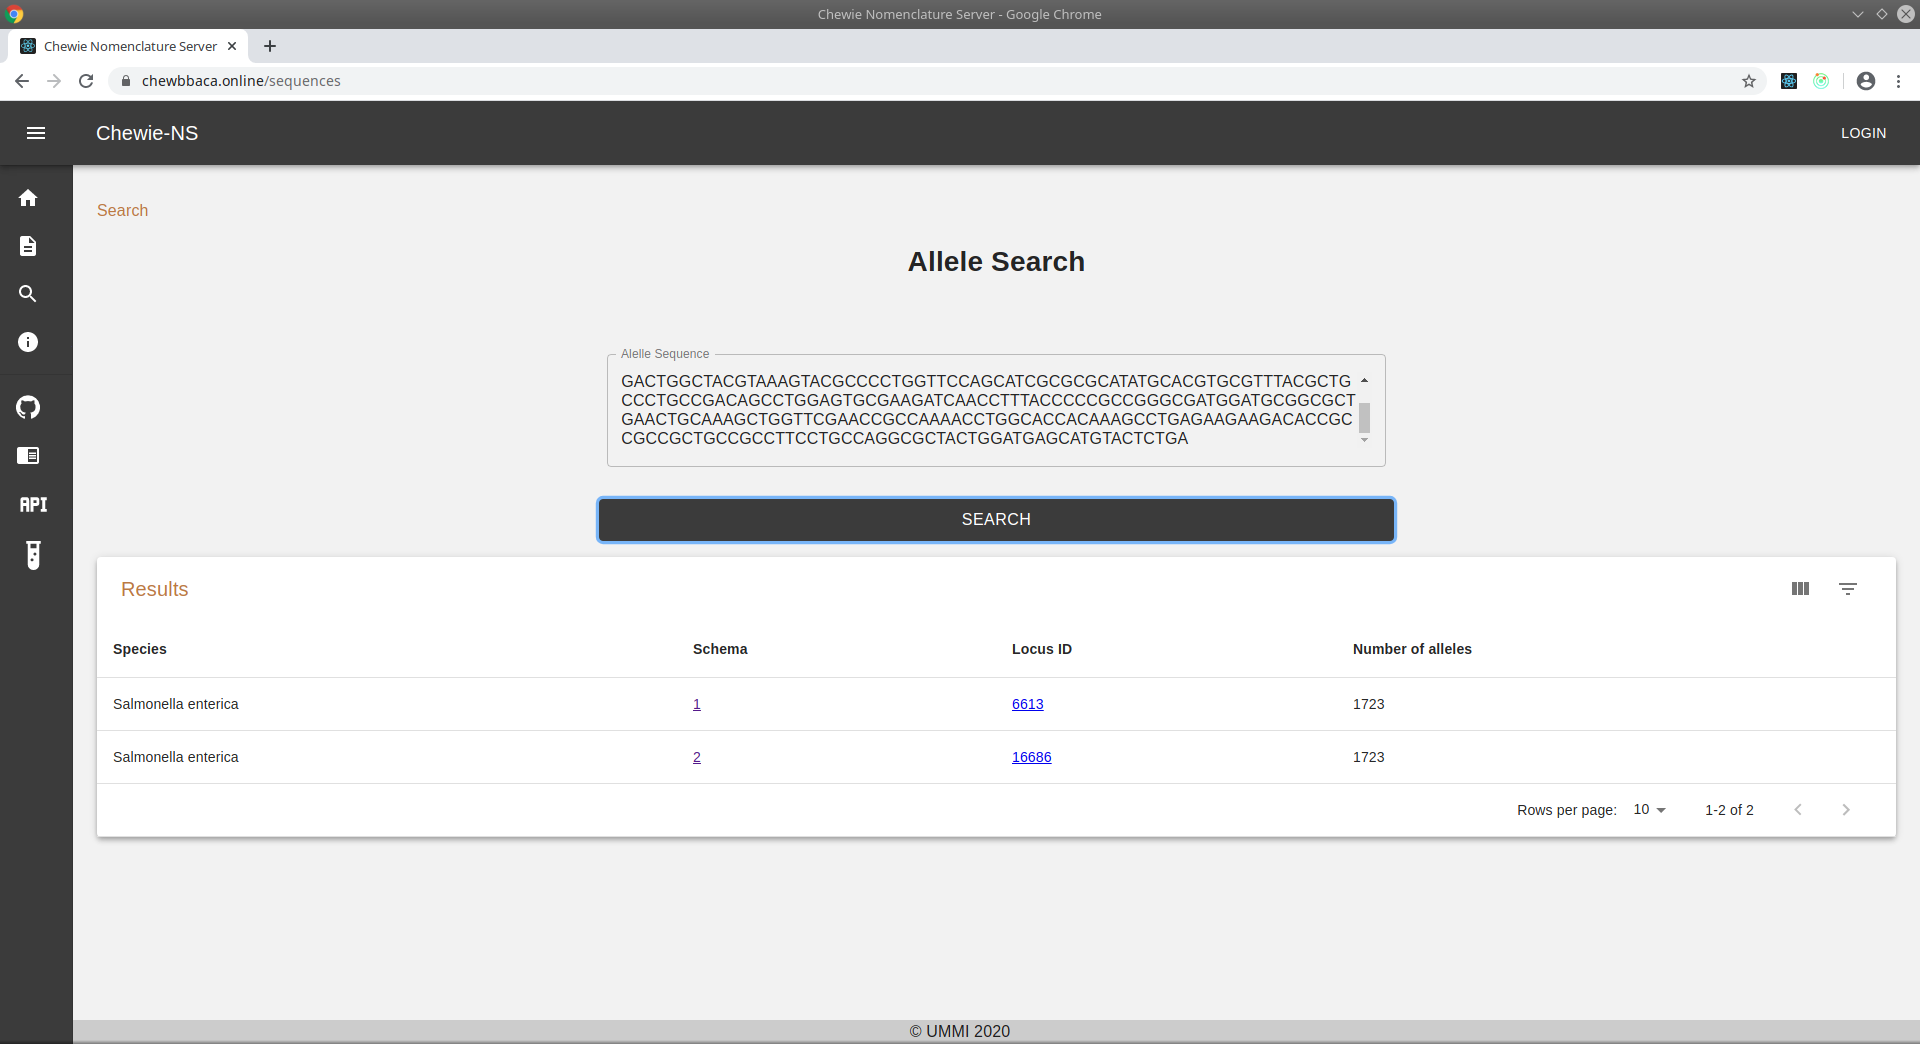 Chewie Nomenclature Server - Google Chrome
Chewie Nomenclature Server
chewbbaca.online/sequences
Chewie-NS
LOGIN
Search
Allele Search
Alelle Sequence
GACTGGCTACGTAAAGTACGCCCCTGGTTCCAGCATCGCGCGCATATGCACGTGCGTTTACGCTG
CCCTGCCGACAGCCTGGAGTGCGAAGATCAACCTTTACCCCCGCCGGGCGATGGATGCGGCGCT
GAACTGCAAAGCTGGTTCGAACCGCCAAAACCTGGCACCACAAAGCCTGAGAAGAAGACACCGC
CGCCGCTGCCGCCTTCCTGCCAGGCGCTACTGGATGAGCATGTACTCTGA
SEARCH
API
Results
Species Schema Locus ID Number of alleles
Salmonella enterica 1 6613 1723
Salmonella enterica 2 16686 1723
Rows per page: 10 1-2 of 2
© UMMI 2020